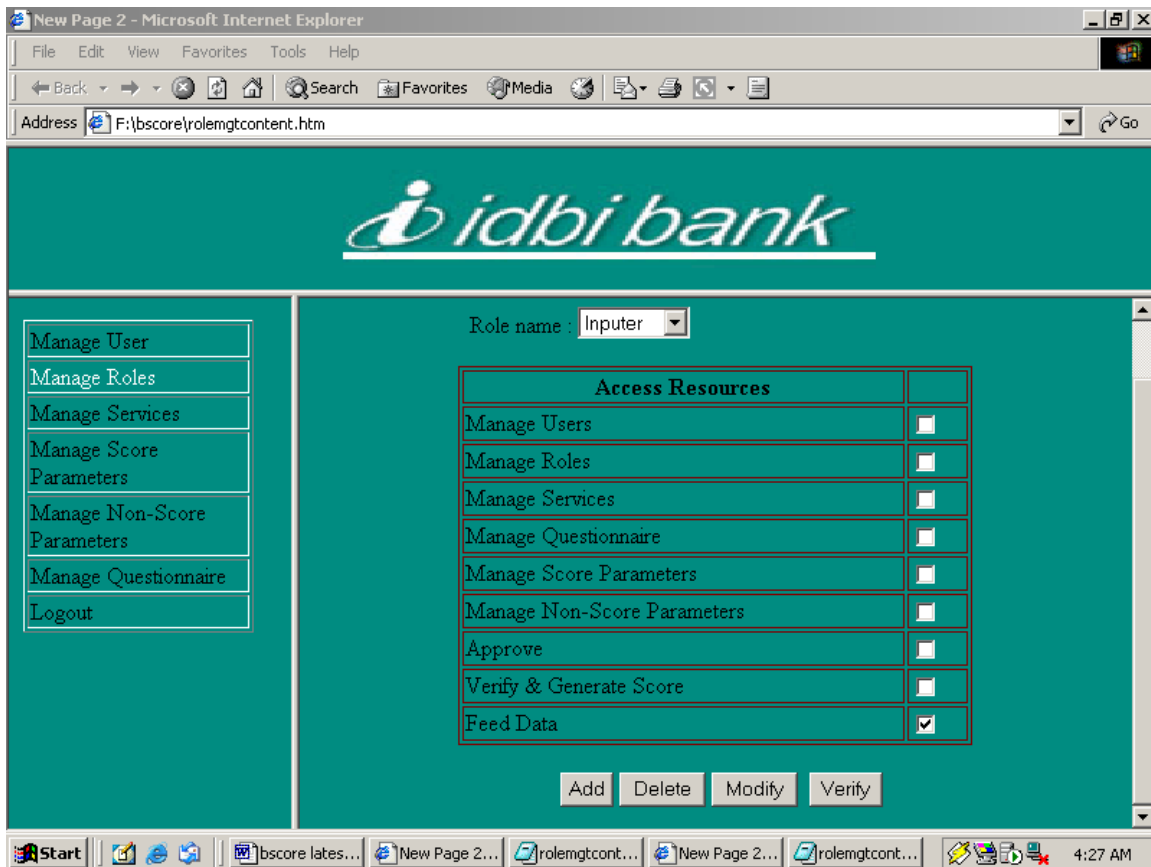 New Page 2 - Microsoft Internet Explorer
File Edit View Favorites Tools Help
Back Search Favorites Media
Address F:\bscore\rolemgtcontent.htm Go
idbi bank
Manage User
Manage Roles
Manage Services
Manage Score
Parameters
Manage Non-Score
Parameters
Manage Questionnaire
Logout
Role name : Inputer
Access Resources
Manage Users
Manage Roles
Manage Services
Manage Questionnaire
Manage Score Parameters
Manage Non-Score Parameters
Approve
Verify & Generate Score
Feed Data
Add Delete Modify Verify
Start bscore lates... New Page 2... rolemgtcont... New Page 2... rolemgtcont... 4:27 AM